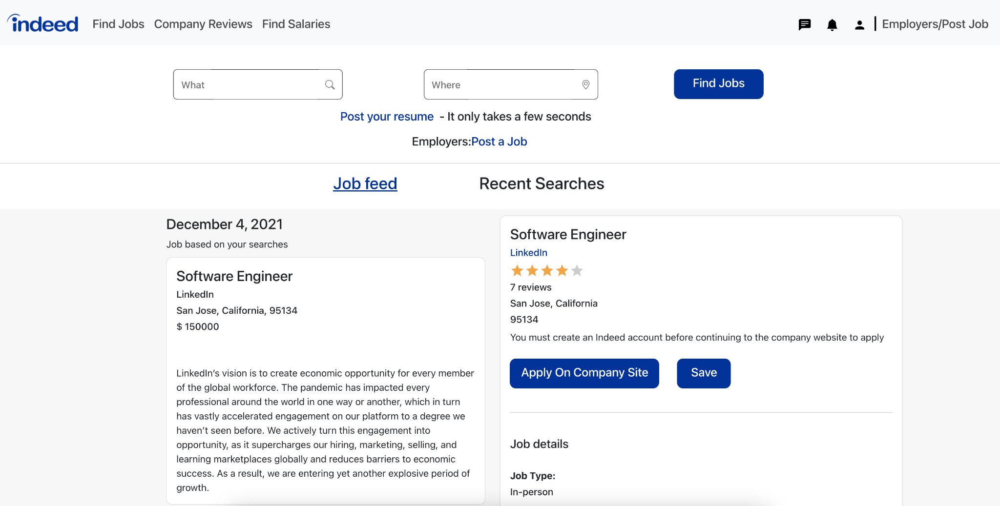 indeed Find Jobs Company Reviews Find Salaries Employers/Post Job
What Where Find Jobs
Post your resume - It only takes a few seconds
Employers:Post a Job
Job feed Recent Searches
December 4, 2021
Job based on your searches
Software Engineer
LinkedIn
San Jose, California, 95134
$ 150000
LinkedIn’s vision is to create economic opportunity for every member
of the global workforce. The pandemic has impacted every
professional around the world in one way or another, which in turn
has vastly accelerated engagement on our platform to a degree we
haven’t seen before. We actively turn this engagement into
opportunity, as it supercharges our hiring, marketing, selling, and
learning marketplaces globally and reduces barriers to economic
success. As a result, we are entering yet another explosive period of
growth.
Software Engineer
LinkedIn
7 reviews
San Jose, California
95134
You must create an Indeed account before continuing to the company website to apply
Apply On Company Site Save
Job details
Job Type:
In-person